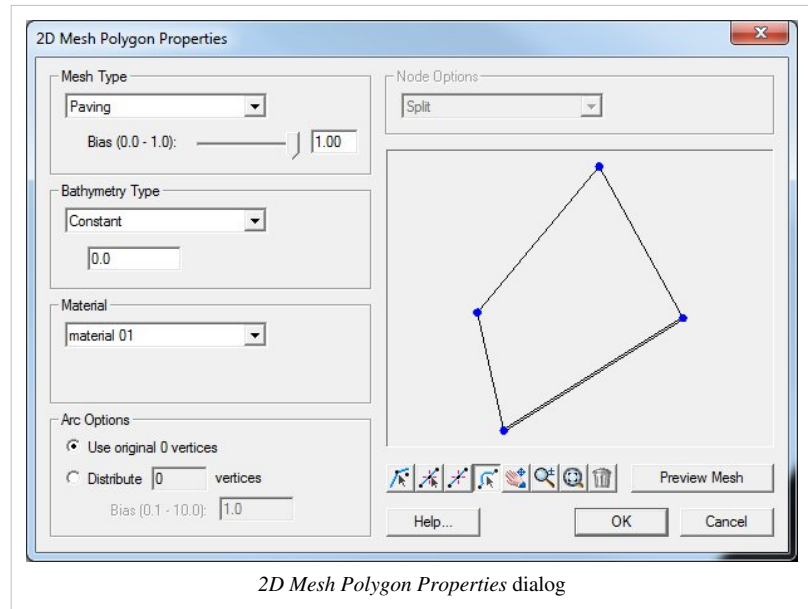 2D Mesh Polygon Properties
Mesh Type
Paving
Bias (0.0 - 1.0):
1.00
Bathymetry Type
Constant
0.0
Material
material 01
Arc Options
Use original 0 vertices
Distribute 0 vertices
Bias (0.1 - 10.0): 1.0
Node Options
Split
Preview Mesh
Help...
OK
Cancel
2D Mesh Polygon Properties dialog